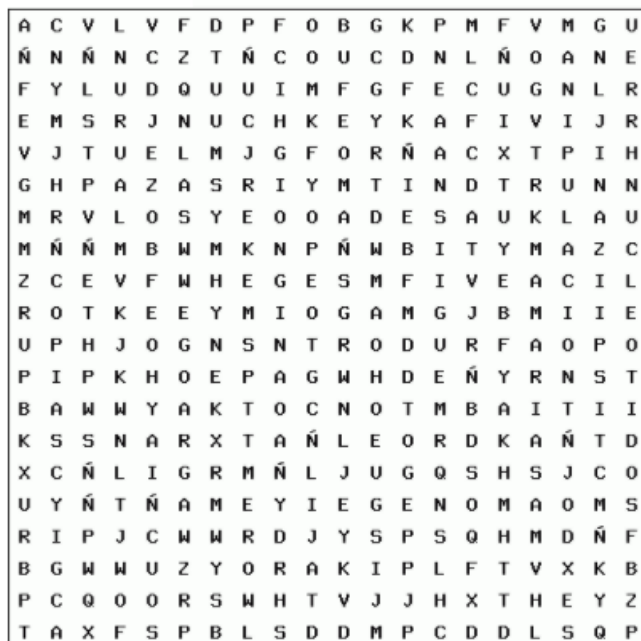 A C V L V F D P F O B G K P M F V M G U
Ñ N Ñ N C Z T Ñ C O U C D N L Ñ O A N E
F Y L U D Q U U I M F G F E C U G N L R
E M S R J N U C H K E Y K A F I V I J R
V J T U E L M J G F O R Ñ A C X T P I H
G H P A Z A S R I Y M T I N D T R U N N
M R V L O S Y E O O A D E S A U K L A U
M Ñ Ñ M B W M K N P Ñ W B I T Y M A Z C
Z C E V F W H E G E S M F I V E A C I L
R O T K E E Y M I O G A M G J B M I I E
U P H J O G N S N T R O D U R F A O P O
P I P K H O E P A G W H D E Ñ Y R N S T
B A W W Y A K T O C N O T M B A I T I I
K S S N A R X T A Ñ L E O R D K A Ñ T D
X C Ñ L I G R M Ñ L J U G Q S H S J C O
U Y Ñ T Ñ A M E Y I E G E N O M A O M S
R I P J C W W R D J Y S P S Q H M D Ñ F
B G W W U Z Y O R A K I P L F T V X K B
P C Q O O R S W H T V J J H X T H E Y Z
T A X F S P B L S D D M P C D D L S Q P